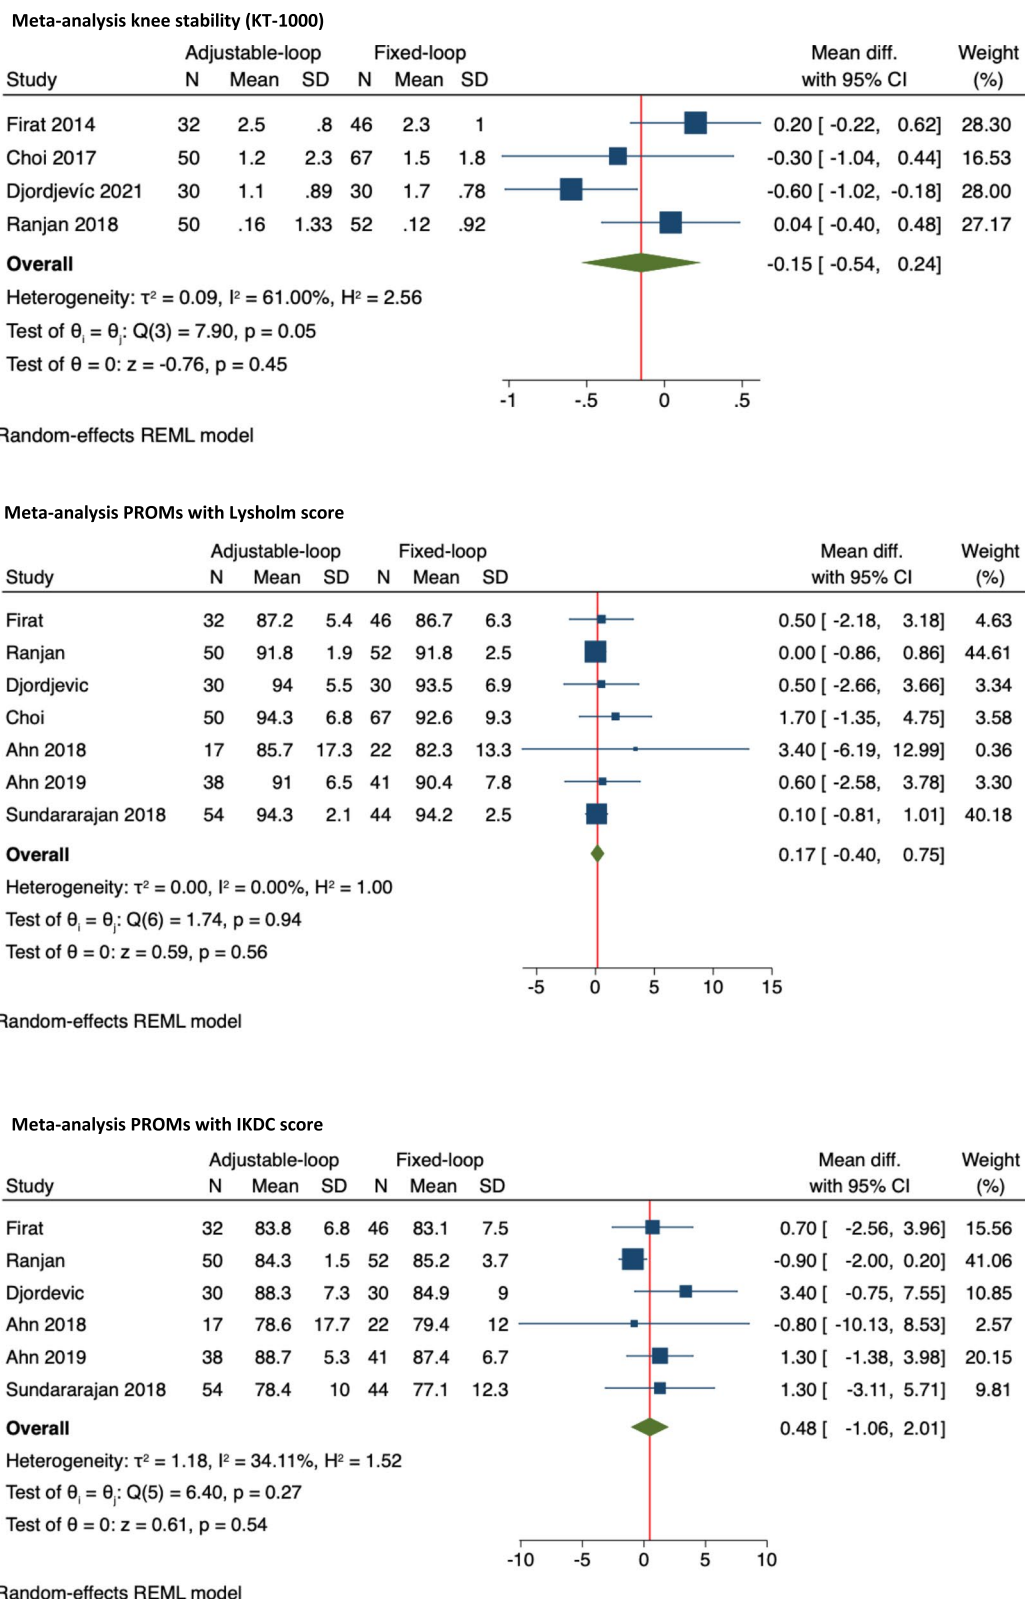 Meta-analysis knee stability (KT-1000)
Adjustable-loop Fixed-loop Mean diff. Weight
Study N Mean SD N Mean SD with 95% CI (%)
Firat 2014 32 2.5 .8 46 2.3 1 0.20 [ -0.22, 0.62] 28.30
Choi 2017 50 1.2 2.3 67 1.5 1.8 -0.30 [ -1.04, 0.44] 16.53
Djordjevíc 2021 30 1.1 .89 30 1.7 .78 -0.60 [ -1.02, -0.18] 28.00
Ranjan 2018 50 .16 1.33 52 .12 .92 0.04 [ -0.40, 0.48] 27.17
Overall -0.15 [ -0.54, 0.24]
Heterogeneity: τ² = 0.09, I² = 61.00%, H² = 2.56
Test of θᵢ = θⱼ: Q(3) = 7.90, p = 0.05
Test of θ = 0: z = -0.76, p = 0.45
-1 -.5 0 .5
Random-effects REML model
Meta-analysis PROMs with Lysholm score
Adjustable-loop Fixed-loop Mean diff. Weight
Study N Mean SD N Mean SD with 95% CI (%)
Firat 32 87.2 5.4 46 86.7 6.3 0.50 [ -2.18, 3.18] 4.63
Ranjan 50 91.8 1.9 52 91.8 2.5 0.00 [ -0.86, 0.86] 44.61
Djordjevic 30 94 5.5 30 93.5 6.9 0.50 [ -2.66, 3.66] 3.34
Choi 50 94.3 6.8 67 92.6 9.3 1.70 [ -1.35, 4.75] 3.58
Ahn 2018 17 85.7 17.3 22 82.3 13.3 3.40 [ -6.19, 12.99] 0.36
Ahn 2019 38 91 6.5 41 90.4 7.8 0.60 [ -2.58, 3.78] 3.30
Sundararajan 2018 54 94.3 2.1 44 94.2 2.5 0.10 [ -0.81, 1.01] 40.18
Overall 0.17 [ -0.40, 0.75]
Heterogeneity: τ² = 0.00, I² = 0.00%, H² = 1.00
Test of θᵢ = θⱼ: Q(6) = 1.74, p = 0.94
Test of θ = 0: z = 0.59, p = 0.56
-5 0 5 10 15
Random-effects REML model
Meta-analysis PROMs with IKDC score
Adjustable-loop Fixed-loop Mean diff. Weight
Study N Mean SD N Mean SD with 95% CI (%)
Firat 32 83.8 6.8 46 83.1 7.5 0.70 [ -2.56, 3.96] 15.56
Ranjan 50 84.3 1.5 52 85.2 3.7 -0.90 [ -2.00, 0.20] 41.06
Djordevic 30 88.3 7.3 30 84.9 9 3.40 [ -0.75, 7.55] 10.85
Ahn 2018 17 78.6 17.7 22 79.4 12 -0.80 [ -10.13, 8.53] 2.57
Ahn 2019 38 88.7 5.3 41 87.4 6.7 1.30 [ -1.38, 3.98] 20.15
Sundararajan 2018 54 78.4 10 44 77.1 12.3 1.30 [ -3.11, 5.71] 9.81
Overall 0.48 [ -1.06, 2.01]
Heterogeneity: τ² = 1.18, I² = 34.11%, H² = 1.52
Test of θᵢ = θⱼ: Q(5) = 6.40, p = 0.27
Test of θ = 0: z = 0.61, p = 0.54
-10 -5 0 5 10
Random-effects REML model